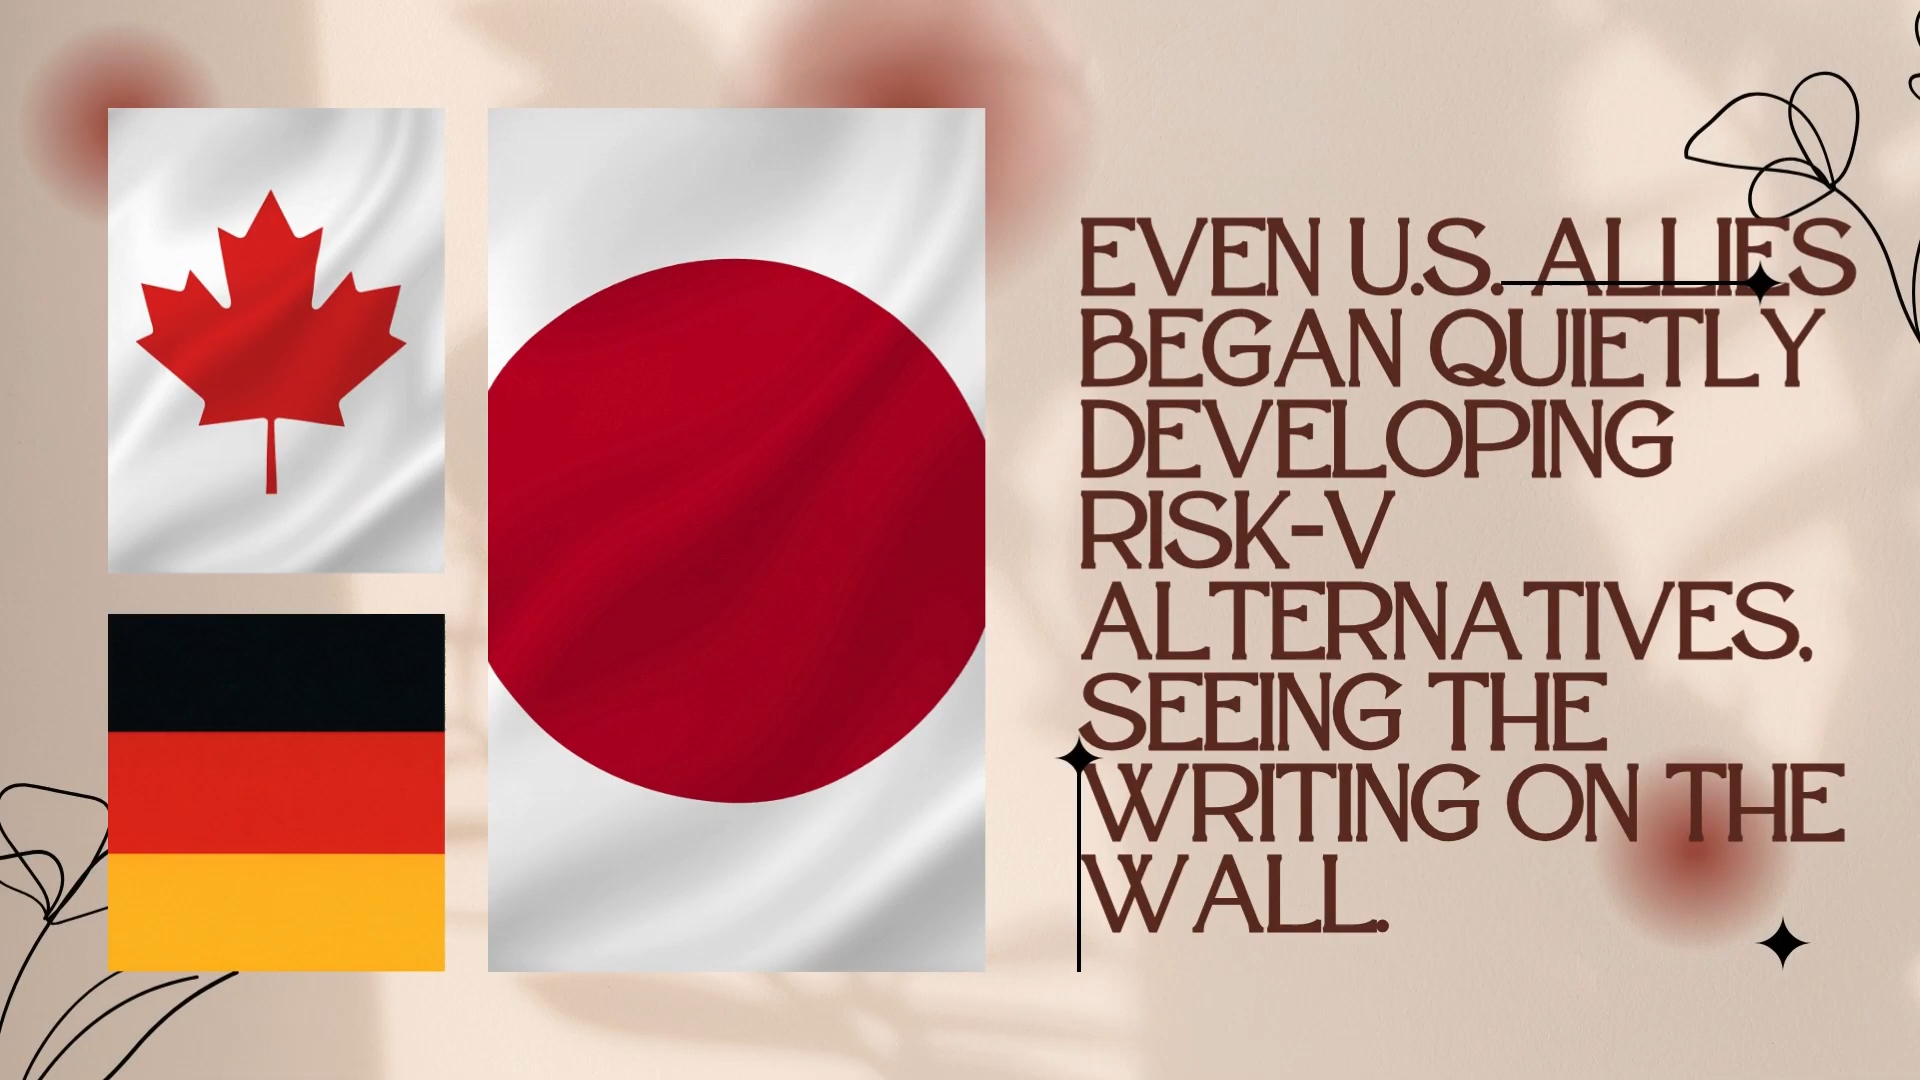 EVEN U.S. ALLIES
BEGAN QUIETLY
DEVELOPING
RISK-V
ALTERNATIVES,
SEEING THE
WRITING ON THE
WALL.